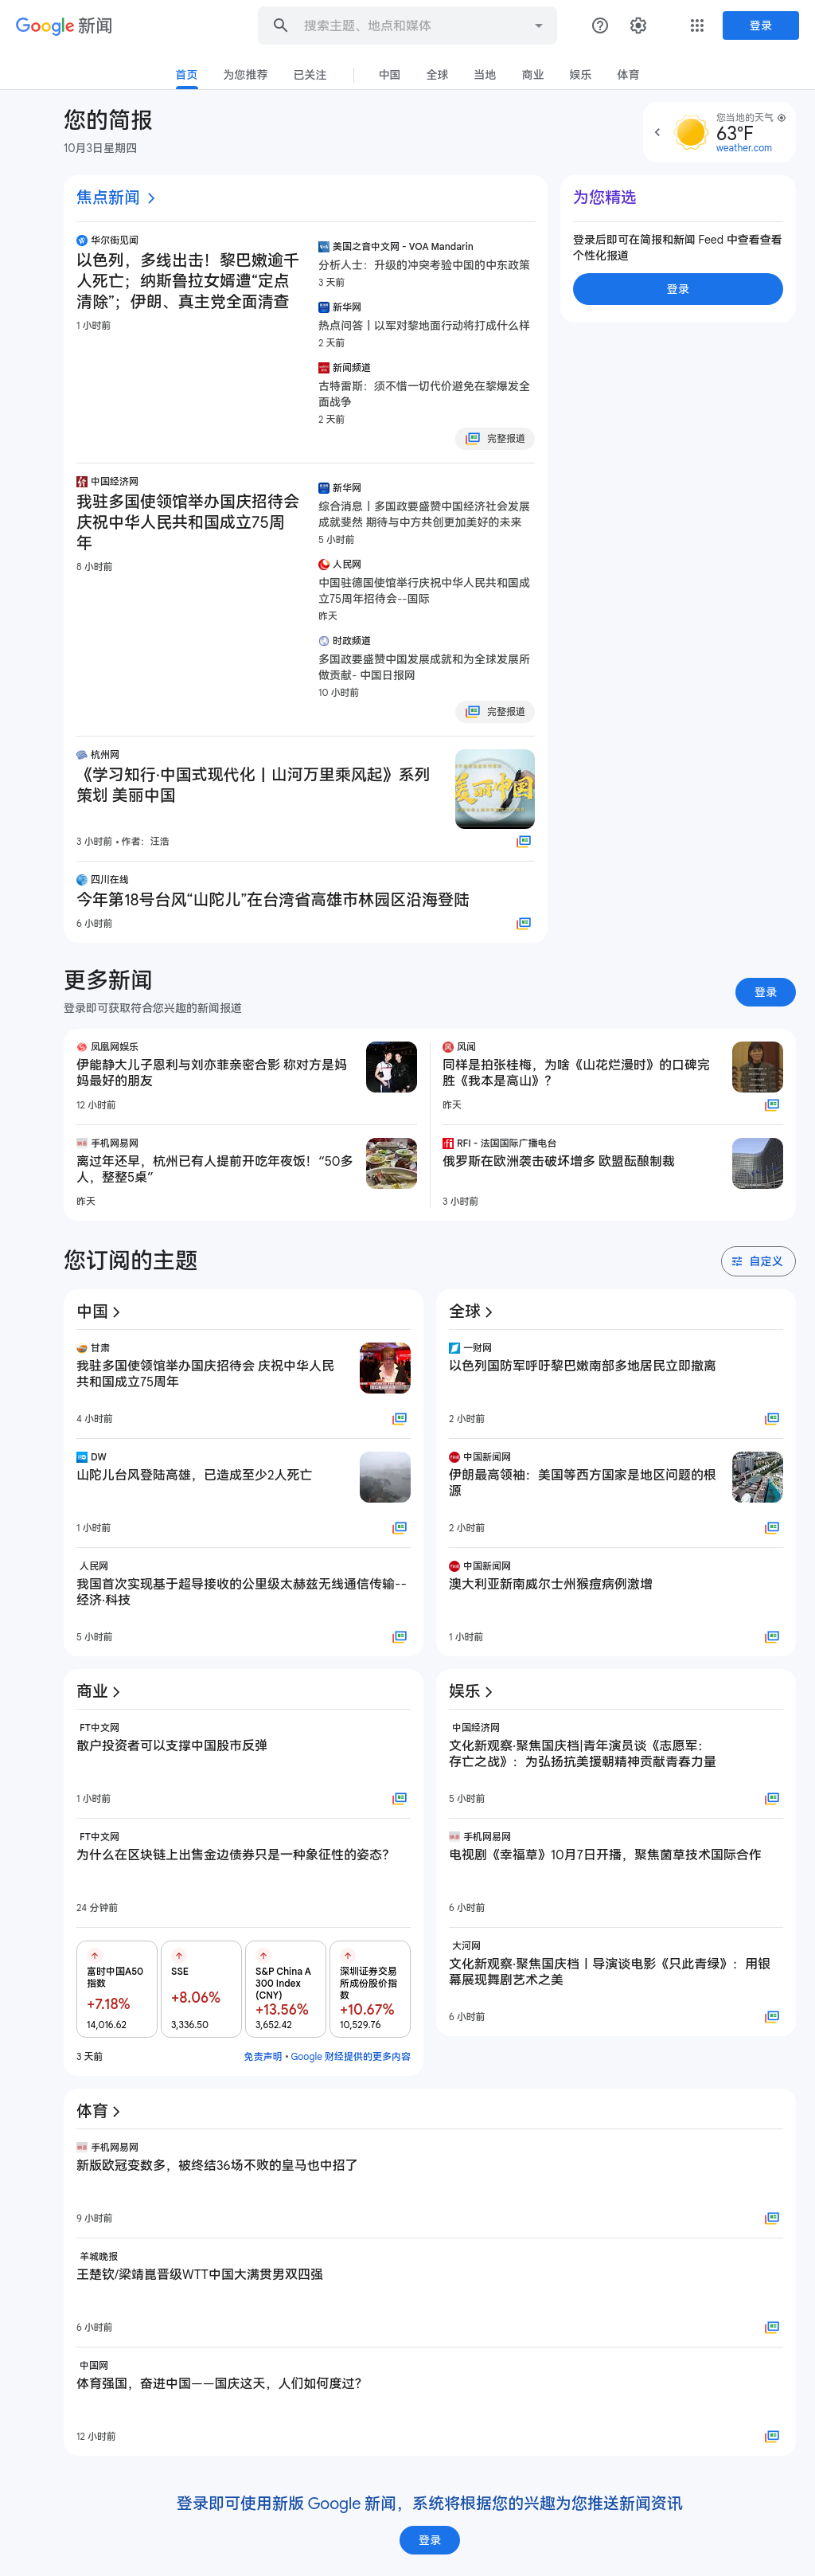 Google 新闻
搜索主题、地点和媒体
登录
首页
为您推荐
已关注
中国
全球
当地
商业
娱乐
体育
您的简报
10月3日星期四
您当地的天气
63°F
weather.com
焦点新闻
华尔街见闻
以色列，多线出击！黎巴嫩逾千
人死亡；纳斯鲁拉女婿遭“定点
清除”；伊朗、真主党全面清查
1 小时前
美国之音中文网 - VOA Mandarin
分析人士：升级的冲突考验中国的中东政策
3 天前
新华网
热点问答丨以军对黎地面行动将打成什么样
2 天前
新闻频道
古特雷斯：须不惜一切代价避免在黎爆发全
面战争
2 天前
完整报道
中国经济网
我驻多国使领馆举办国庆招待会
庆祝中华人民共和国成立75周
年
8 小时前
新华网
综合消息丨多国政要盛赞中国经济社会发展
成就斐然 期待与中方共创更加美好的未来
5 小时前
人民网
中国驻德国使馆举行庆祝中华人民共和国成
立75周年招待会--国际
昨天
时政频道
多国政要盛赞中国发展成就和为全球发展所
做贡献- 中国日报网
10 小时前
完整报道
杭州网
《学习知行·中国式现代化丨山河万里乘风起》系列
策划 美丽中国
3 小时前 • 作者：汪浩
美丽中国
四川在线
今年第18号台风“山陀儿”在台湾省高雄市林园区沿海登陆
6 小时前
为您精选
登录后即可在简报和新闻 Feed 中查看查看
个性化报道
登录
更多新闻
登录即可获取符合您兴趣的新闻报道
登录
凤凰网娱乐
伊能静大儿子恩利与刘亦菲亲密合影 称对方是妈
妈最好的朋友
12 小时前
风闻
同样是拍张桂梅，为啥《山花烂漫时》的口碑完
胜《我本是高山》？
昨天
手机网易网
离过年还早，杭州已有人提前开吃年夜饭！“50多
人，整整5桌”
昨天
RFI - 法国国际广播电台
俄罗斯在欧洲袭击破坏增多 欧盟酝酿制裁
3 小时前
您订阅的主题
自定义
中国
甘肃
我驻多国使领馆举办国庆招待会 庆祝中华人民
共和国成立75周年
4 小时前
DW
山陀儿台风登陆高雄，已造成至少2人死亡
1 小时前
人民网
我国首次实现基于超导接收的公里级太赫兹无线通信传输--
经济·科技
5 小时前
全球
一财网
以色列国防军呼吁黎巴嫩南部多地居民立即撤离
2 小时前
中国新闻网
伊朗最高领袖：美国等西方国家是地区问题的根
源
2 小时前
中国新闻网
澳大利亚新南威尔士州猴痘病例激增
1 小时前
商业
FT中文网
散户投资者可以支撑中国股市反弹
1 小时前
FT中文网
为什么在区块链上出售金边债券只是一种象征性的姿态？
24 分钟前
富时中国A50
指数
+7.18%
14,016.62
SSE
+8.06%
3,336.50
S&P China A
300 Index
(CNY)
+13.56%
3,652.42
深圳证券交易
所成份股价指
数
+10.67%
10,529.76
3 天前
免责声明 • Google 财经提供的更多内容
娱乐
中国经济网
文化新观察·聚焦国庆档|青年演员谈《志愿军：
存亡之战》：为弘扬抗美援朝精神贡献青春力量
5 小时前
手机网易网
电视剧《幸福草》10月7日开播，聚焦菌草技术国际合作
6 小时前
大河网
文化新观察·聚焦国庆档丨导演谈电影《只此青绿》：用银
幕展现舞剧艺术之美
6 小时前
体育
手机网易网
新版欧冠变数多，被终结36场不败的皇马也中招了
9 小时前
羊城晚报
王楚钦/梁靖崑晋级WTT中国大满贯男双四强
6 小时前
中国网
体育强国，奋进中国——国庆这天，人们如何度过？
12 小时前
登录即可使用新版 Google 新闻，系统将根据您的兴趣为您推送新闻资讯
登录